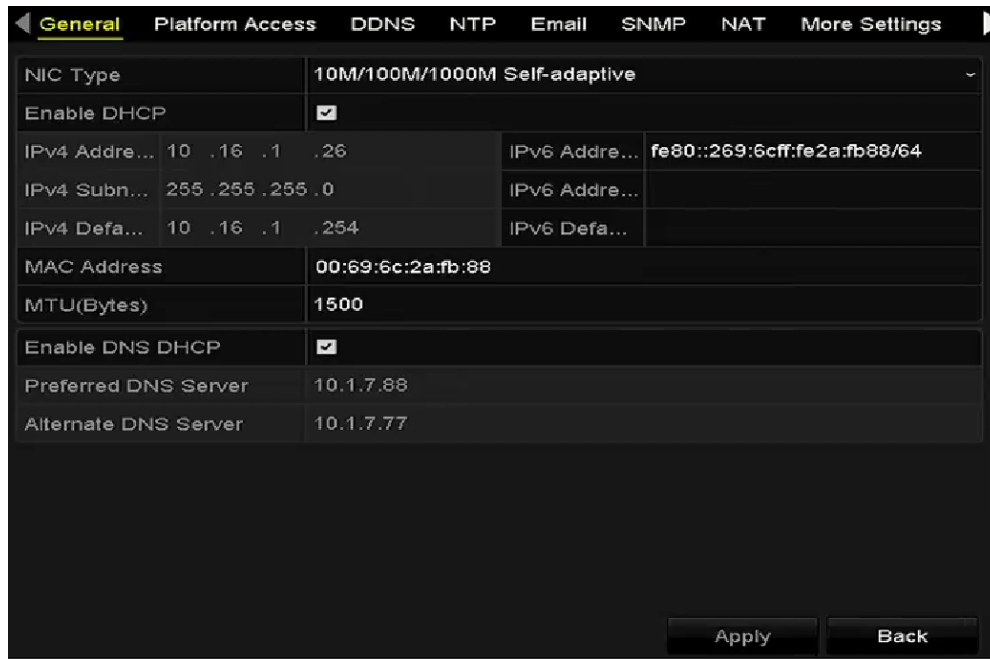 General Platform Access DDNS NTP Email SNMP NAT More Settings
NIC Type 10M/100M/1000M Self-adaptive
Enable DHCP
IPv4 Addre... 10 .16 .1 .26 IPv6 Addre... fe80::269:6cff:fe2a:fb88/64
IPv4 Subn... 255.255.255.0 IPv6 Addre...
IPv4 Defa... 10 .16 .1 .254 IPv6 Defa...
MAC Address 00:69:6c:2a:fb:88
MTU(Bytes) 1500
Enable DNS DHCP
Preferred DNS Server 10.1.7.88
Alternate DNS Server 10.1.7.77
Apply Back